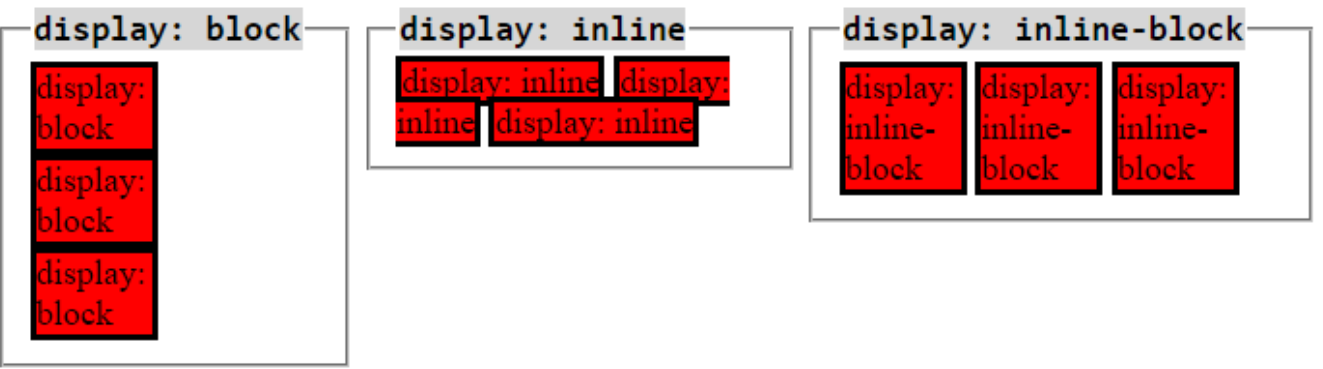 display: block
display:
block
display:
block
display:
block
display: inline
display: inline display:
inline display: inline
display: inline-block
display: display: display:
inline- inline- inline-
block block block